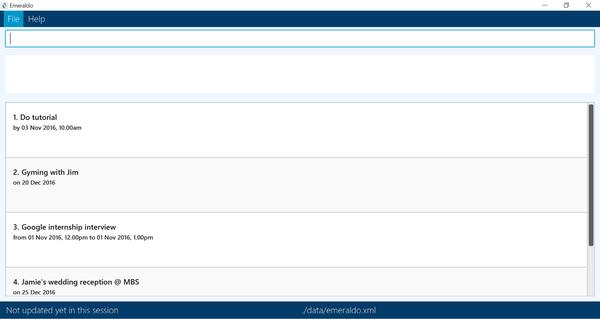 Emeraldo
File Help
1. Do tutorial
by 03 Nov 2016, 10.00am
2. Gyming with Jim
on 20 Dec 2016
3. Google internship interview
from 01 Nov 2016, 12.00pm to 01 Nov 2016, 1.00pm
4. Jamie's wedding reception @ MBS
on 25 Dec 2016
Not updated yet in this session ./data/emeraldo.xml